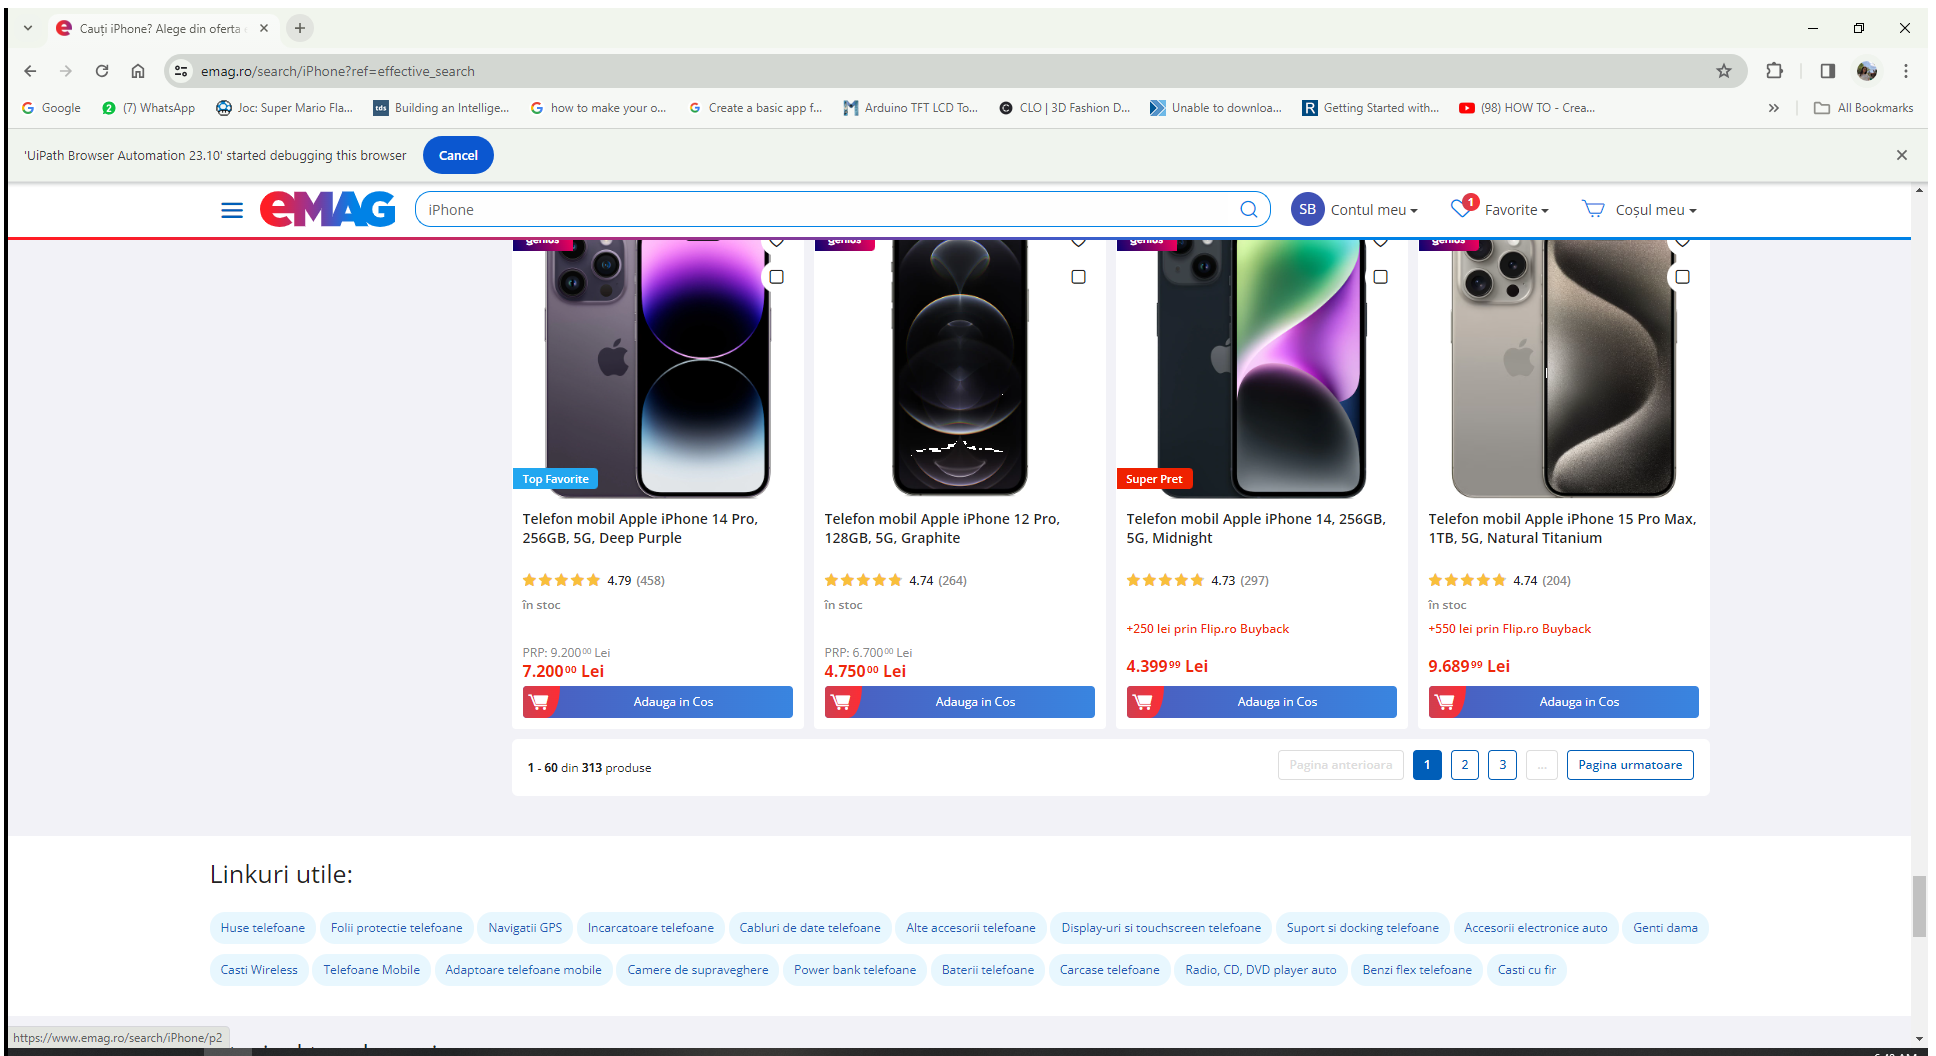 Cauți iPhone? Alege din oferta
emag.ro/search/iPhone?ref=effective_search
Google
(7) WhatsApp
Joc: Super Mario Fla...
Building an Intellige...
how to make your o...
Create a basic app f...
Arduino TFT LCD To...
CLO | 3D Fashion D...
Unable to downloa...
Getting Started with...
(98) HOW TO - Crea...
All Bookmarks
'UiPath Browser Automation 23.10' started debugging this browser
Cancel
eMAG
iPhone
SB
Contul meu
1
Favorite
Coșul meu
genius
genius
genius
genius
Top Favorite
Telefon mobil Apple iPhone 14 Pro,
256GB, 5G, Deep Purple
4.79 (458)
în stoc
PRP: 9.200⁰⁰ Lei
7.200⁰⁰ Lei
Adauga in Cos
Telefon mobil Apple iPhone 12 Pro,
128GB, 5G, Graphite
4.74 (264)
în stoc
PRP: 6.700⁰⁰ Lei
4.750⁰⁰ Lei
Adauga in Cos
Super Pret
Telefon mobil Apple iPhone 14, 256GB,
5G, Midnight
4.73 (297)
+250 lei prin Flip.ro Buyback
4.399⁹⁹ Lei
Adauga in Cos
Telefon mobil Apple iPhone 15 Pro Max,
1TB, 5G, Natural Titanium
4.74 (204)
în stoc
+550 lei prin Flip.ro Buyback
9.689⁹⁹ Lei
Adauga in Cos
1 - 60 din 313 produse
Pagina anterioara
1
2
3
...
Pagina urmatoare
Linkuri utile:
Huse telefoane
Folii protectie telefoane
Navigatii GPS
Incarcatoare telefoane
Cabluri de date telefoane
Alte accesorii telefoane
Display-uri si touchscreen telefoane
Suport si docking telefoane
Accesorii electronice auto
Genti dama
Casti Wireless
Telefoane Mobile
Adaptoare telefoane mobile
Camere de supraveghere
Power bank telefoane
Baterii telefoane
Carcase telefoane
Radio, CD, DVD player auto
Benzi flex telefoane
Casti cu fir
https://www.emag.ro/search/iPhone/p2